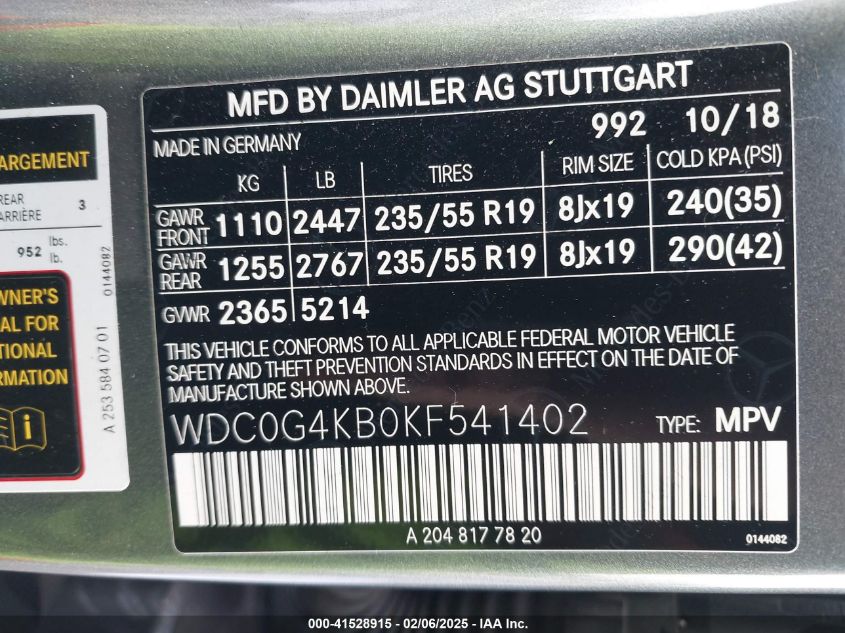 MFD BY DAIMLER AG STUTTGART
MADE IN GERMANY 992 10/18
KG LB TIRES RIM SIZE COLD KPA (PSI)
GAWR FRONT 1110 2447 235/55 R19 8Jx19 240(35)
GAWR REAR 1255 2767 235/55 R19 8Jx19 290(42)
GVWR 2365 5214
THIS VEHICLE CONFORMS TO ALL APPLICABLE FEDERAL MOTOR VEHICLE
SAFETY AND THEFT PREVENTION STANDARDS IN EFFECT ON THE DATE OF
MANUFACTURE SHOWN ABOVE.
WDC0G4KB0KF541402 TYPE: MPV
A 204 817 78 20
0144082
ARGEMENT
REAR
ARRIÈRE 3
952 lbs.
lb.
0144082
WNER'S
AL FOR
TIONAL
RMATION
A 253 584 07 01
000-41528915 - 02/06/2025 - IAA Inc.